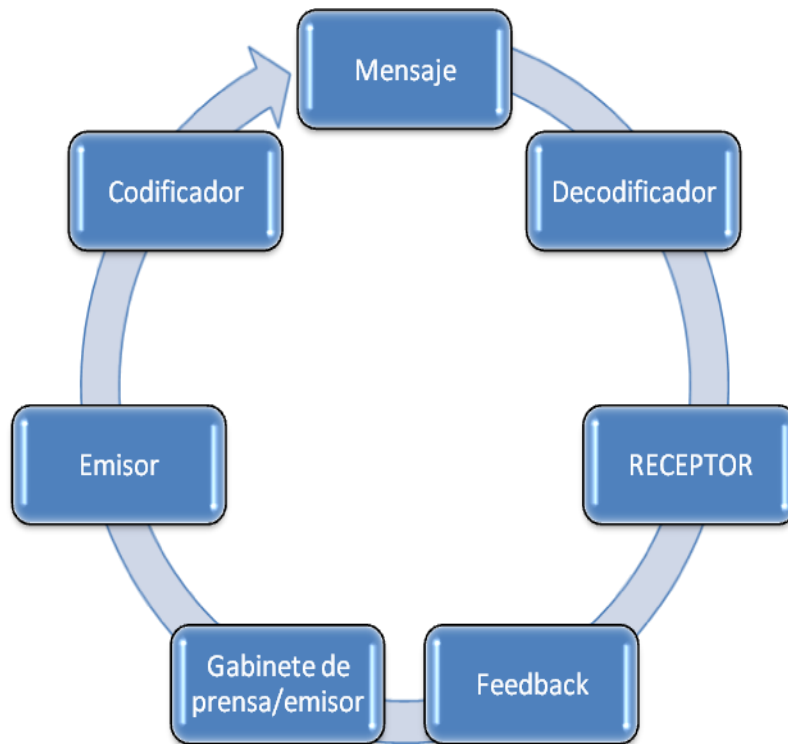 Mensaje
Decodificador
RECEPTOR
Feedback
Gabinete de
prensa/emisor
Emisor
Codificador